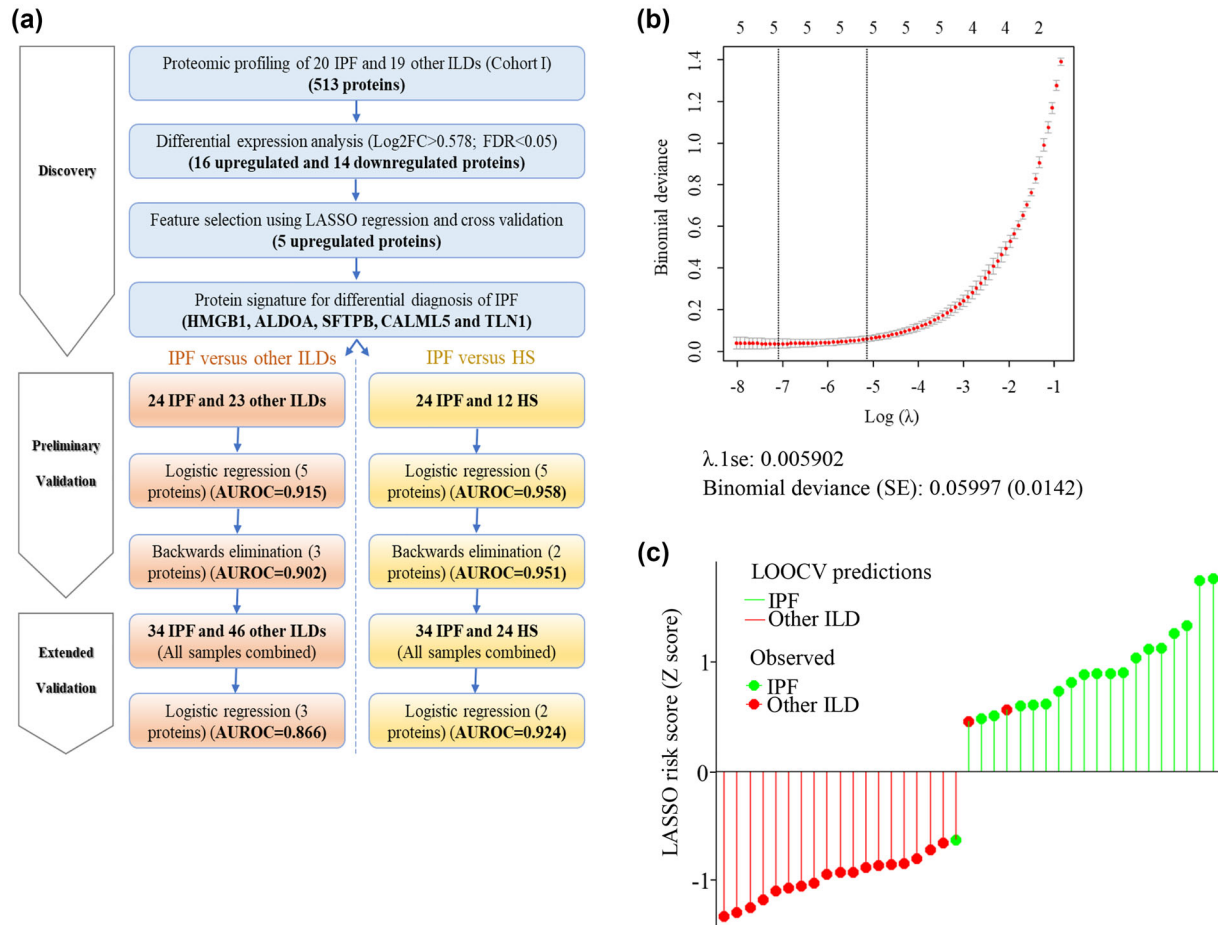 (a)
Discovery
Proteomic profiling of 20 IPF and 19 other ILDs (Cohort I)
(513 proteins)
Differential expression analysis (Log2FC>0.578; FDR<0.05)
(16 upregulated and 14 downregulated proteins)
Feature selection using LASSO regression and cross validation
(5 upregulated proteins)
Protein signature for differential diagnosis of IPF
(HMGB1, ALDOA, SFTPB, CALML5 and TLN1)
IPF versus other ILDs
IPF versus HS
Preliminary
Validation
24 IPF and 23 other ILDs
24 IPF and 12 HS
Logistic regression (5
proteins) (AUROC=0.915)
Logistic regression (5
proteins) (AUROC=0.958)
Backwards elimination (3
proteins) (AUROC=0.902)
Backwards elimination (2
proteins) (AUROC=0.951)
Extended
Validation
34 IPF and 46 other ILDs
(All samples combined)
34 IPF and 24 HS
(All samples combined)
Logistic regression (3
proteins) (AUROC=0.866)
Logistic regression (2
proteins) (AUROC=0.924)
(b)
5 5 5 5 5 4 4 2
Binomial deviance
1.4
1.2
1.0
0.8
0.6
0.4
0.2
0.0
-8 -7 -6 -5 -4 -3 -2 -1
Log (λ)
λ.1se: 0.005902
Binomial deviance (SE): 0.05997 (0.0142)
(c)
LASSO risk score (Z score)
1
0
-1
LOOCV predictions
IPF
Other ILD
Observed
IPF
Other ILD